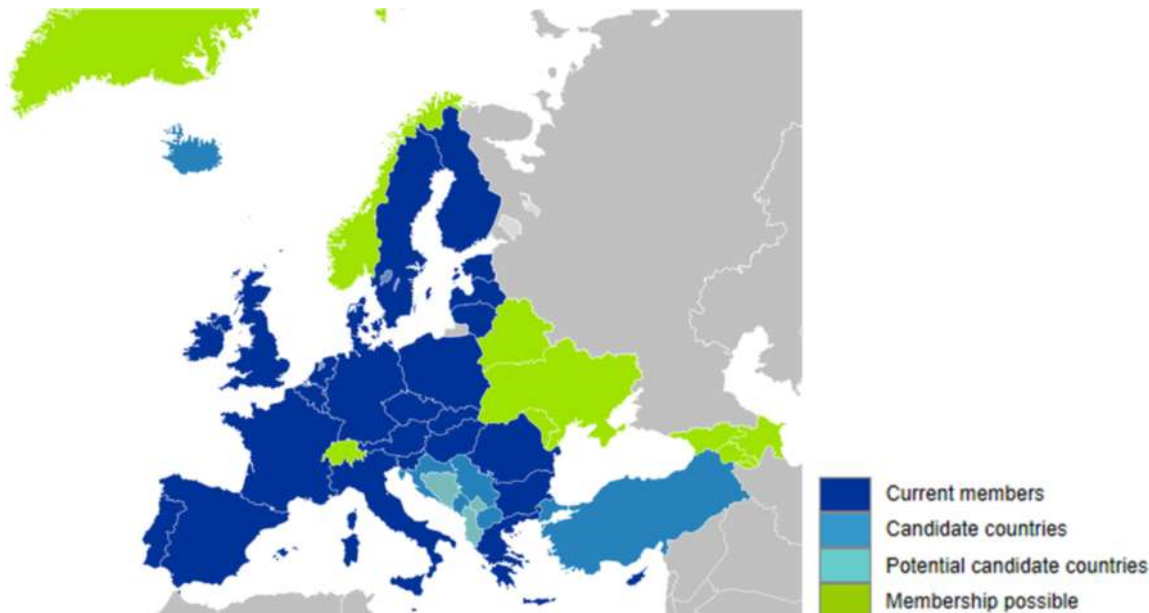 Current members
Candidate countries
Potential candidate countries
Membership possible